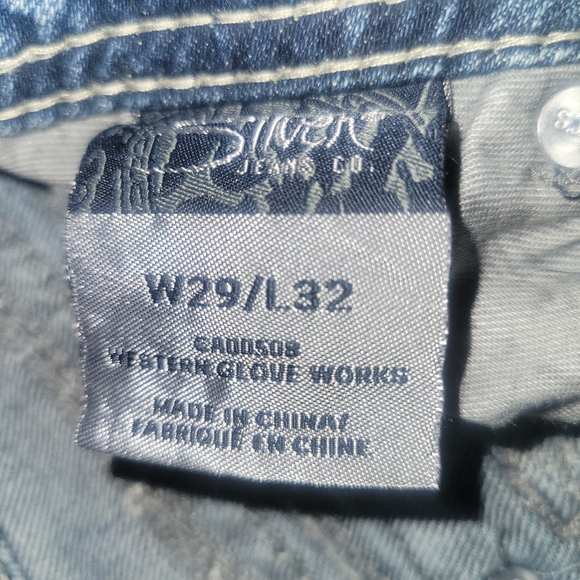 Silver
JEANS CO.
W29/L32
CA00508
WESTERN GLOVE WORKS
MADE IN CHINA/
FABRIQUÉ EN CHINE